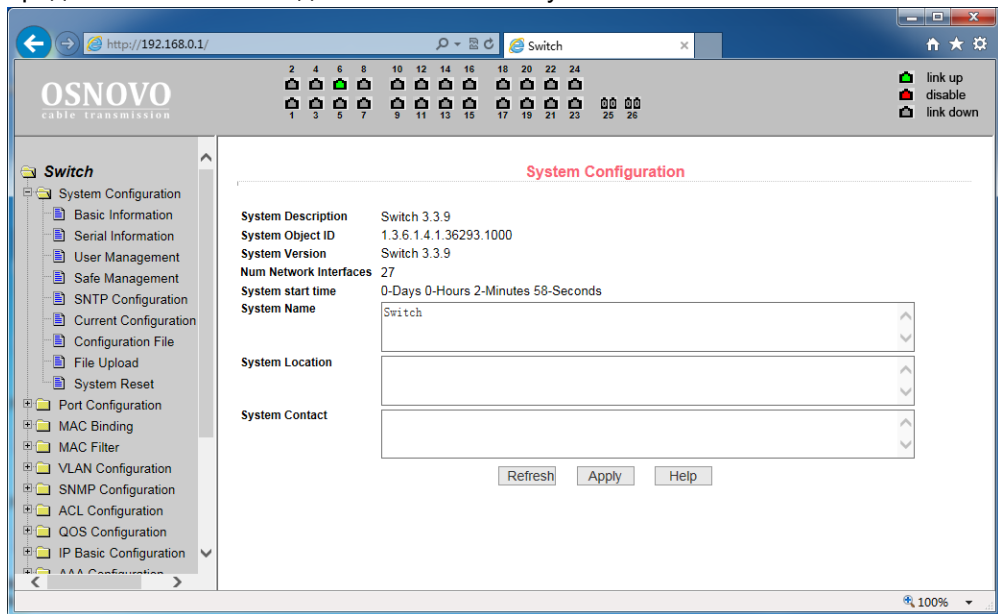 http://192.168.0.1/
Switch
OSNOVO
cable transmission
2 4 6 8 10 12 14 16 18 20 22 24
1 3 5 7 9 11 13 15 17 19 21 23 25 26
link up
disable
link down
Switch
System Configuration
Basic Information
Serial Information
User Management
Safe Management
SNTP Configuration
Current Configuration
Configuration File
File Upload
System Reset
Port Configuration
MAC Binding
MAC Filter
VLAN Configuration
SNMP Configuration
ACL Configuration
QOS Configuration
IP Basic Configuration
AAA Configuration
System Configuration
System Description Switch 3.3.9
System Object ID 1.3.6.1.4.1.36293.1000
System Version Switch 3.3.9
Num Network Interfaces 27
System start time 0-Days 0-Hours 2-Minutes 58-Seconds
System Name Switch
System Location
System Contact
Refresh Apply Help
100%